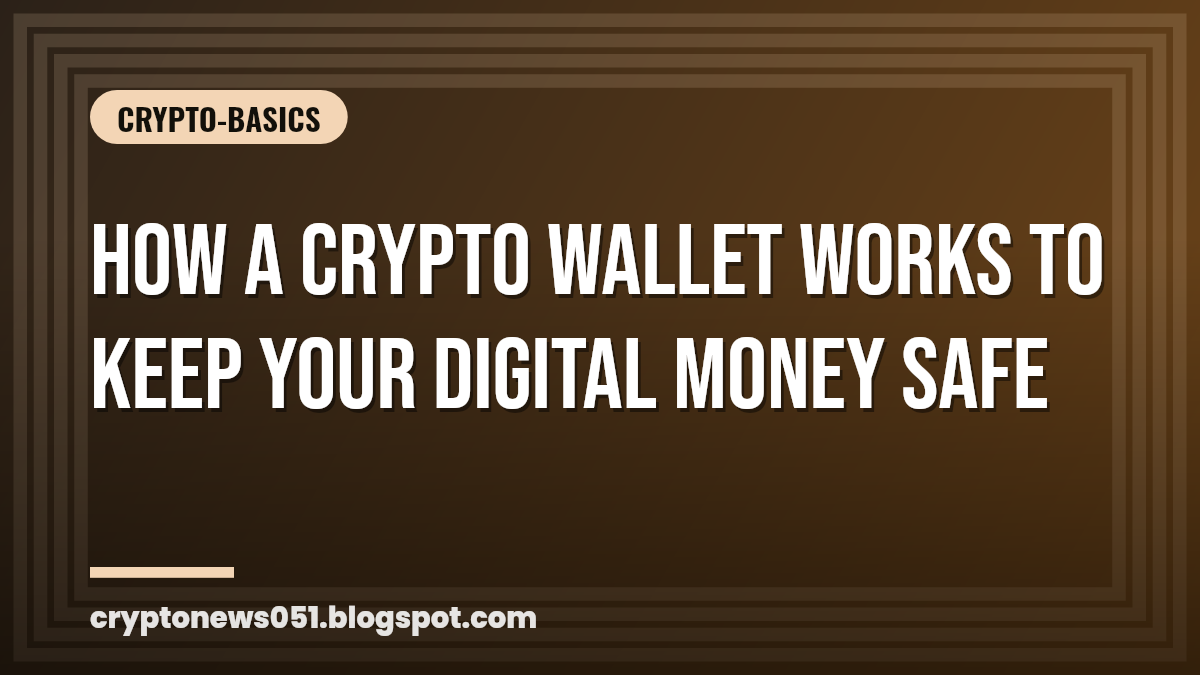 CRYPTO-BASICS
HOW A CRYPTO WALLET WORKS TO
KEEP YOUR DIGITAL MONEY SAFE
cryptonews051.blogspot.com